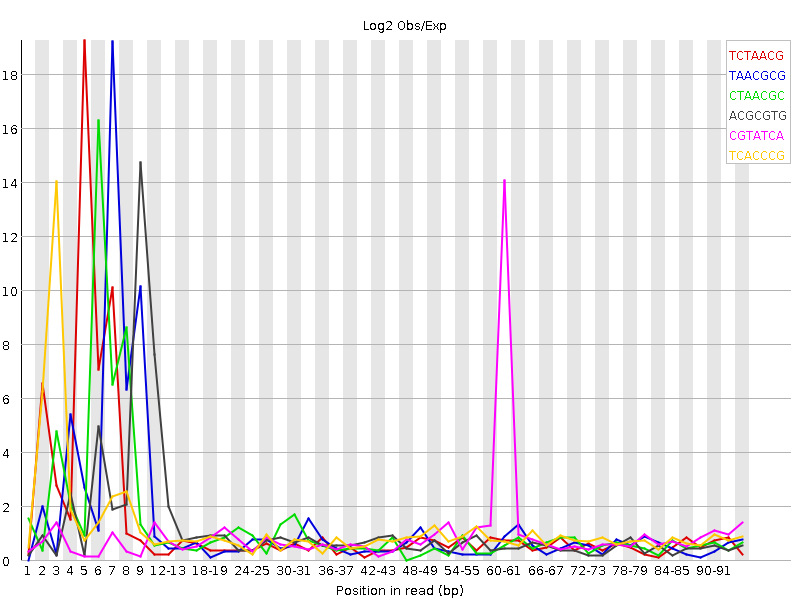 Log2 Obs/Exp
TCTAACG
TAACGCG
CTAACGC
ACGCGTG
CGTATCA
TCACCCG
18
16
14
12
10
8
6
4
2
0
1 2 3 4 5 6 7 8 9 12-13 18-19 24-25 30-31 36-37 42-43 48-49 54-55 60-61 66-67 72-73 78-79 84-85 90-91
Position in read (bp)